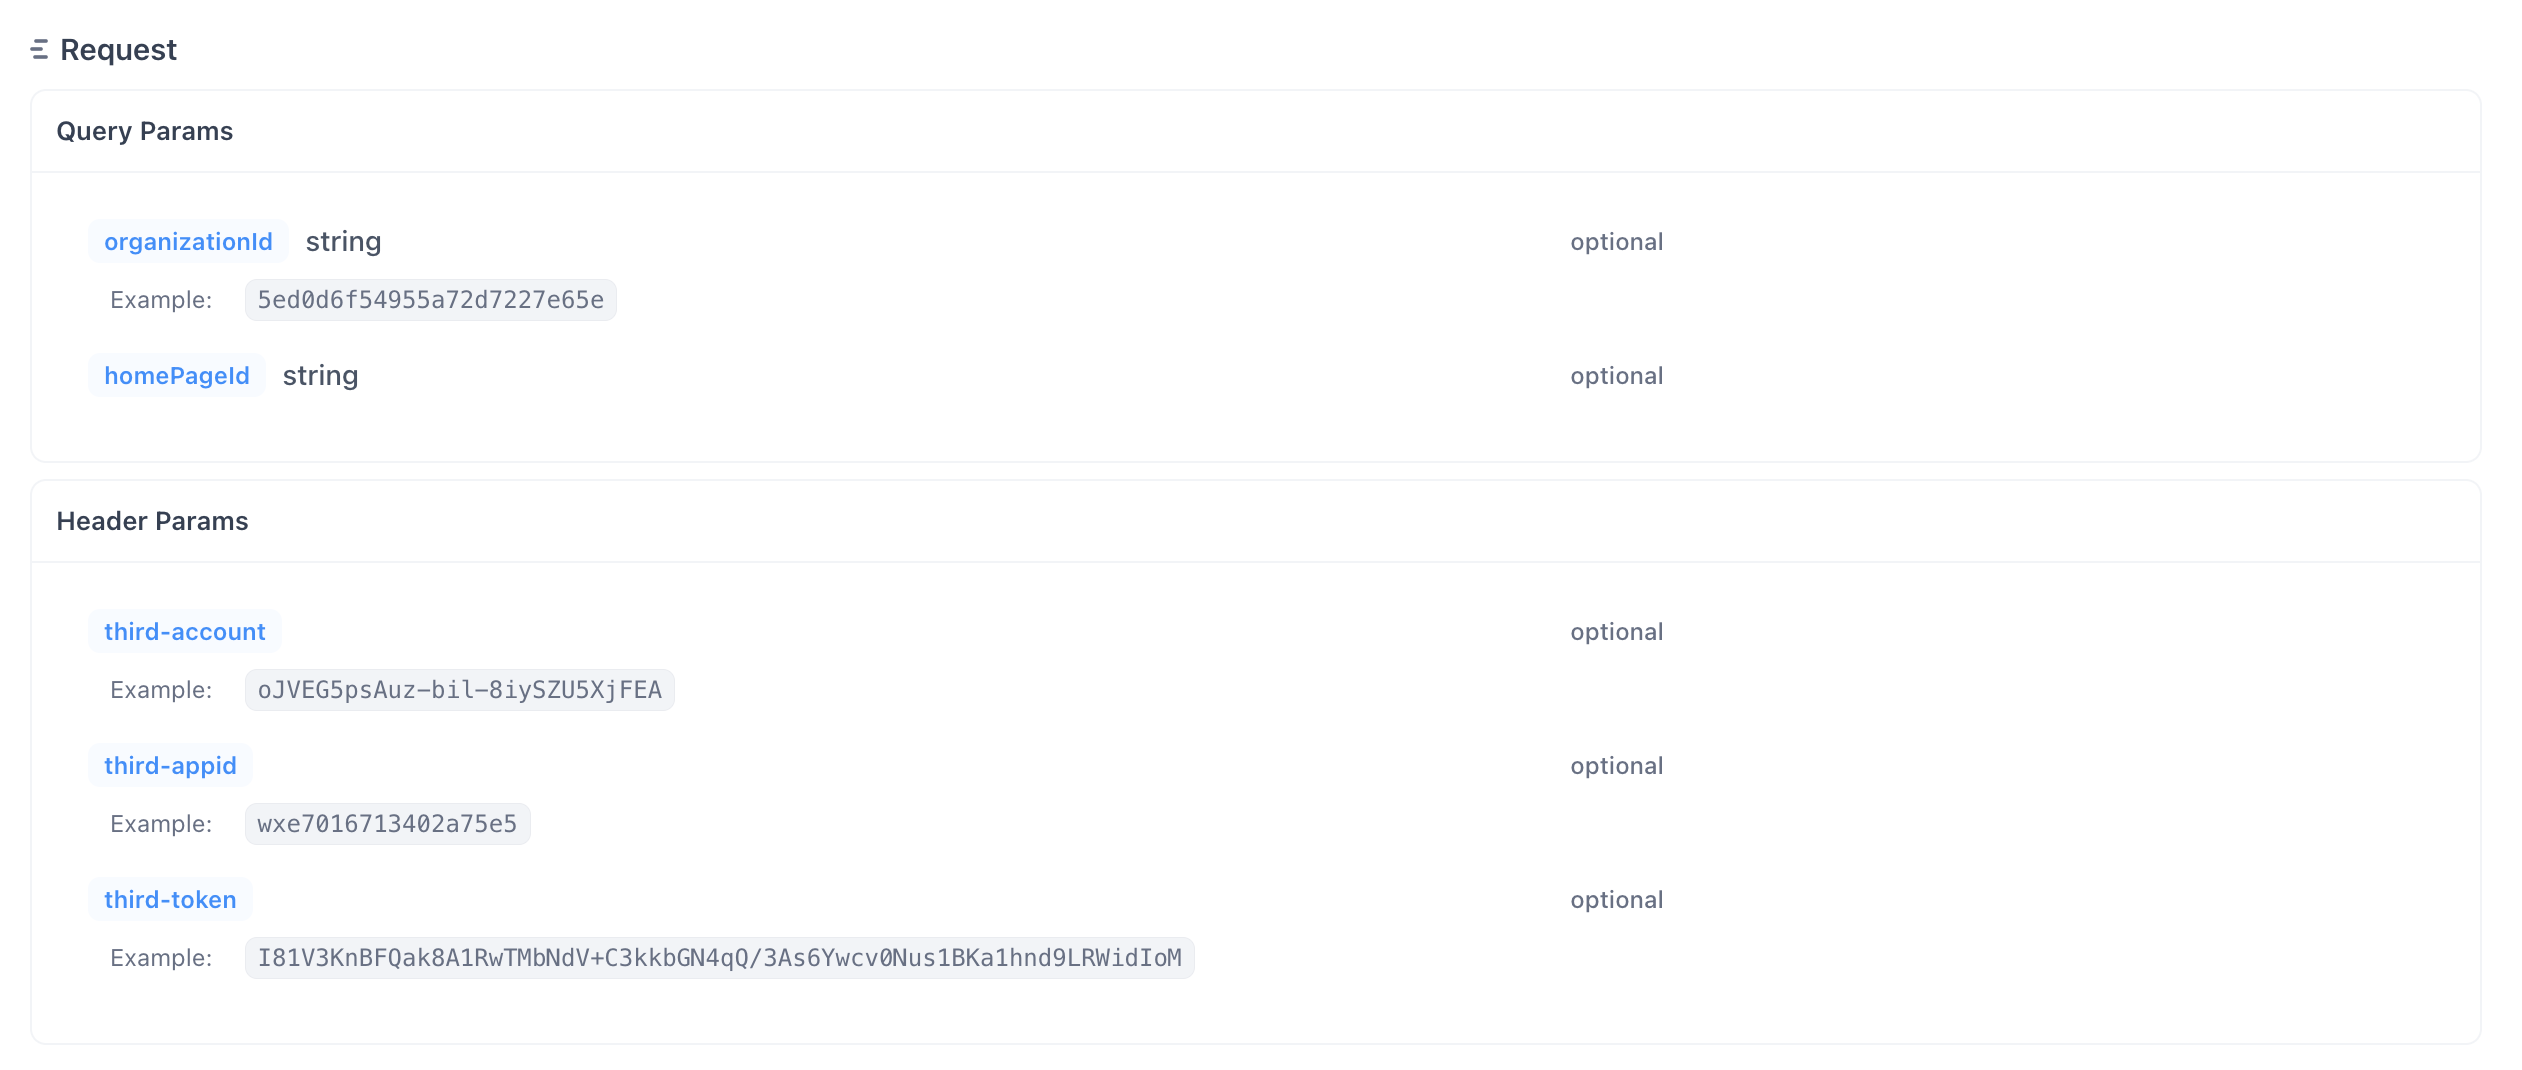 Request
Query Params
organizationId string optional
Example: 5ed0d6f54955a72d7227e65e
homePageId string optional
Header Params
third-account optional
Example: oJVEG5psAuz-bil-8iySZU5XjFEA
third-appid optional
Example: wxe7016713402a75e5
third-token optional
Example: I81V3KnBFQak8A1RwTMbNdV+C3kkbGN4qQ/3As6Ywcv0Nus1BKa1hnd9LRWidIoM